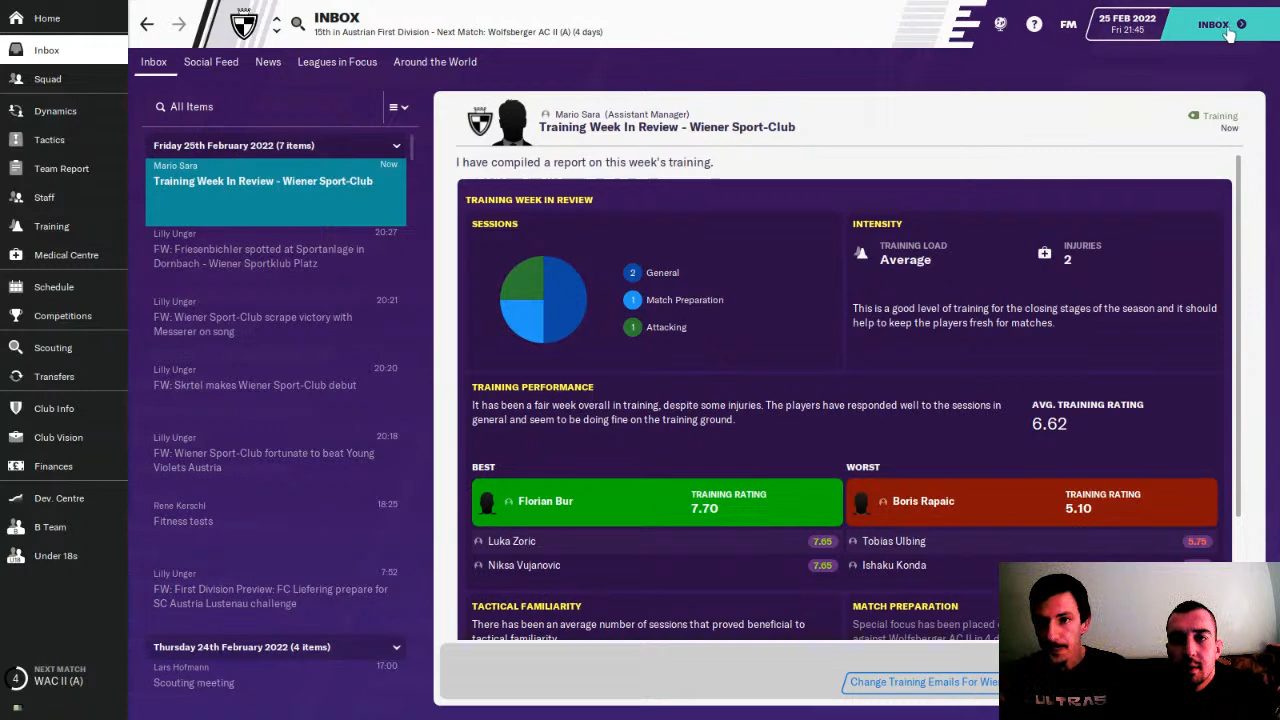 Home
INBOX
15th in Austrian First Division - Next Match: Wolfsberger AC II (A) (4 days)
FM
25 FEB 2022
Fri 21:45
INBOX
Inbox
Squad
Dynamics
Tactics
Team Report
Staff
Training
Medical Centre
Schedule
Competitions
Scouting
Transfers
Club Info
Club Vision
Finances
Dev. Centre
B Team
Under 18s
4
NEXT MATCH
WAC II (A)
Inbox
Social Feed
News
Leagues in Focus
Around the World
All Items
Friday 25th February 2022 (7 items)
Mario Sara
Now
Training Week In Review - Wiener Sport-Club
Lilly Unger
20:27
FW: Friesenbichler spotted at Sportanlage in
Dornbach - Wiener Sportklub Platz
Lilly Unger
20:21
FW: Wiener Sport-Club scrape victory with
Messerer on song
Lilly Unger
20:20
FW: Skrtel makes Wiener Sport-Club debut
Lilly Unger
20:18
FW: Wiener Sport-Club fortunate to beat Young
Violets Austria
Rene Kerschl
18:25
Fitness tests
Lilly Unger
7:52
FW: First Division Preview: FC Liefering prepare for
SC Austria Lustenau challenge
Thursday 24th February 2022 (4 items)
Lars Hofmann
17:00
Scouting meeting
Mario Sara (Assistant Manager)
Training Week In Review - Wiener Sport-Club
Training
Now
I have compiled a report on this week's training.
TRAINING WEEK IN REVIEW
SESSIONS
2 General
1 Match Preparation
1 Attacking
INTENSITY
TRAINING LOAD
Average
INJURIES
2
This is a good level of training for the closing stages of the season and it should
help to keep the players fresh for matches.
TRAINING PERFORMANCE
It has been a fair week overall in training, despite some injuries. The players have responded well to the sessions in
general and seem to be doing fine on the training ground.
AVG. TRAINING RATING
6.62
BEST
Florian Bur
TRAINING RATING
7.70
Luka Zoric
7.65
Niksa Vujanovic
7.65
WORST
Boris Rapaic
TRAINING RATING
5.10
Tobias Ulbing
5.75
Ishaku Konda
TACTICAL FAMILIARITY
There has been an average number of sessions that proved beneficial to
tactical familiarity.
MATCH PREPARATION
Special focus has been placed
against Wolfsberger AC II in 4 d
Change Training Emails For Wie
ULTRAS